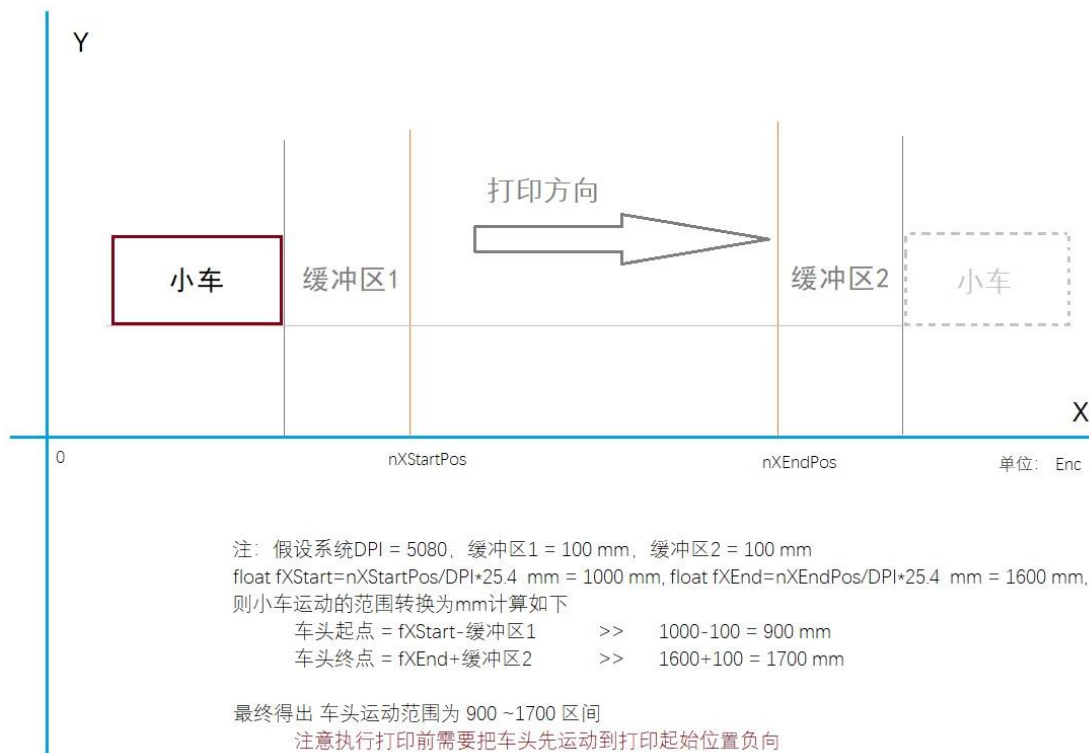 Y
打印方向
小车
缓冲区1
缓冲区2
小车
X
0
nXStartPos
nXEndPos
单位： Enc
注：假设系统DPI = 5080，缓冲区1 = 100 mm，缓冲区2 = 100 mm
float fXStart=nXStartPos/DPI*25.4 mm = 1000 mm, float fXEnd=nXEndPos/DPI*25.4 mm = 1600 mm,
则小车运动的范围转换为mm计算如下
车头起点 = fXStart-缓冲区1 >> 1000-100 = 900 mm
车头终点 = fXEnd+缓冲区2 >> 1600+100 = 1700 mm
最终得出 车头运动范围为 900 ~1700 区间
注意执行打印前需要把车头先运动到打印起始位置负向